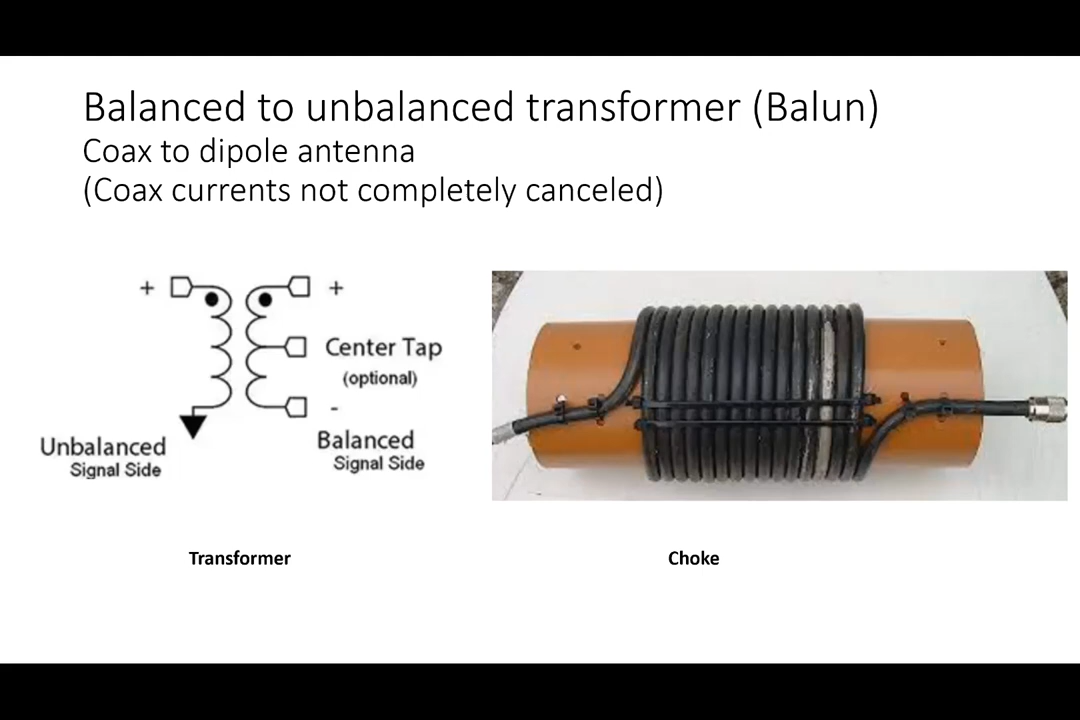 Balanced to unbalanced transformer (Balun)
Coax to dipole antenna
(Coax currents not completely canceled)
+
+
Center Tap
(optional)
-
Unbalanced
Signal Side
Balanced
Signal Side
Transformer
Choke